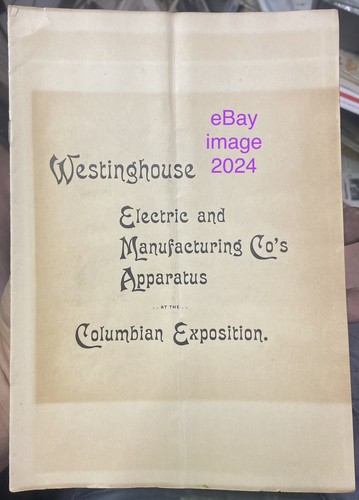 eBay
image
2024
Westinghouse
Electric and
Manufacturing Co's
Apparatus
..AT THE..
Columbian Exposition.